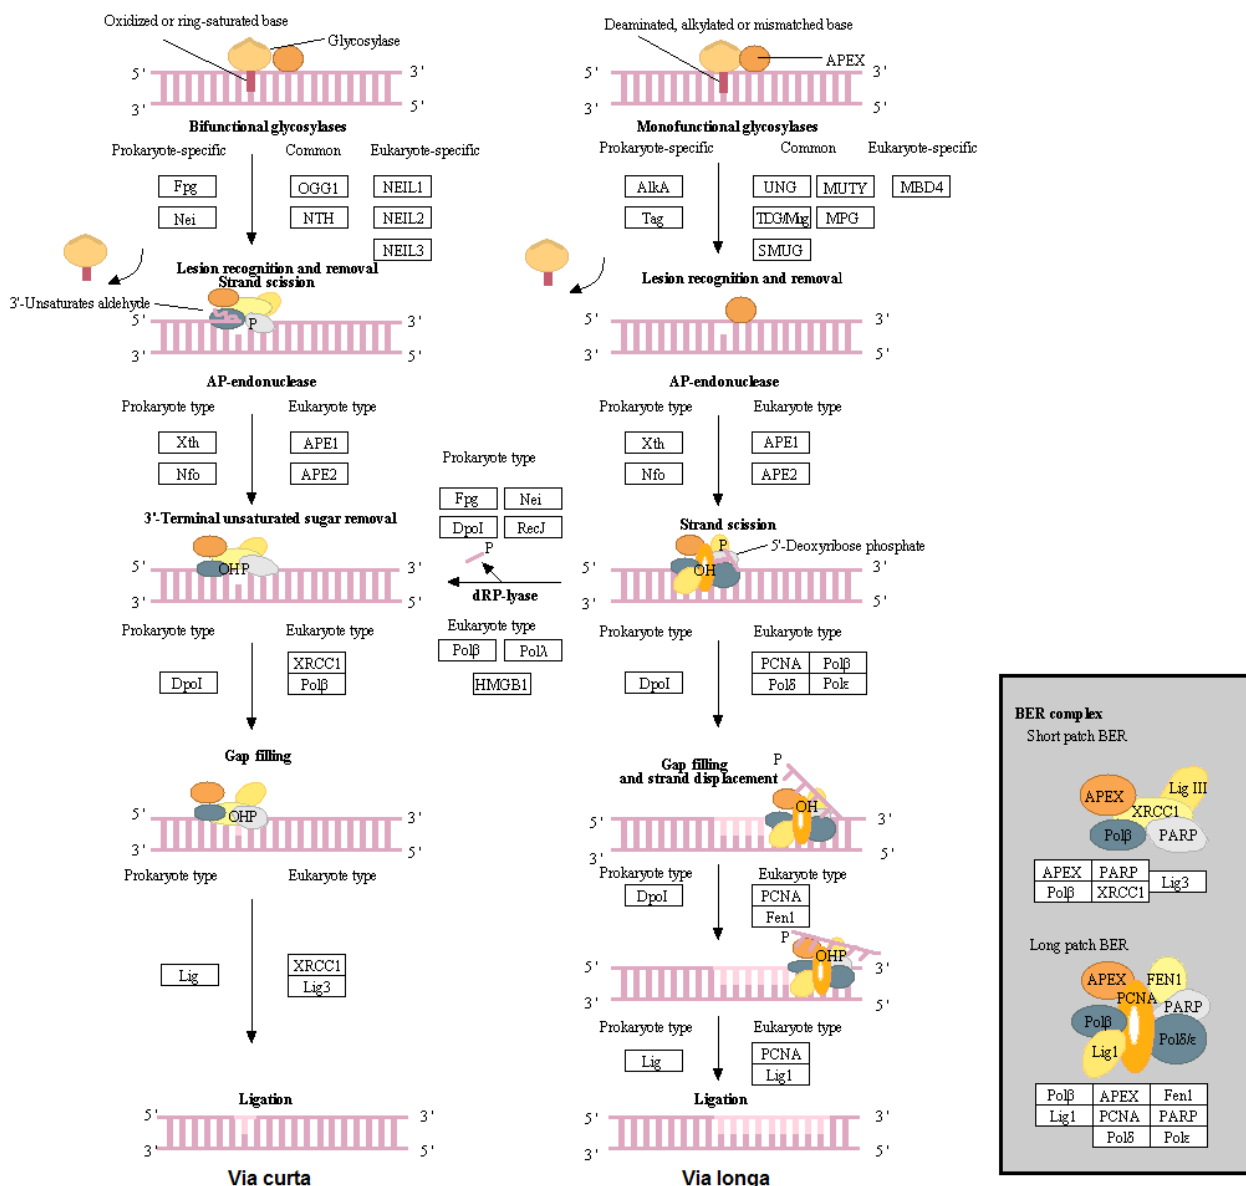 Oxidized or ring-saturated base
Glycosylase
5' 3'
3' 5'
Bifunctional glycosylases
Prokaryote-specific Common Eukaryote-specific
Fpg OGG1 NEIL1
Nei NTH NEIL2
NEIL3
Lesion recognition and removal
Strand scission
3'-Unsaturates aldehyde
P
5' 3'
3' 5'
AP-endonuclease
Prokaryote type Eukaryote type
Xth APE1
Nfo APE2
3'-Terminal unsaturated sugar removal
OHP
5' 3'
3' 5'
Prokaryote type Eukaryote type
XRCC1
DpoI Polβ
Gap filling
OHP
5' 3'
3' 5'
Prokaryote type Eukaryote type
XRCC1
Lig Lig3
Ligation
5' 3'
3' 5'
Via curta
Prokaryote type
Fpg Nei
DpoI RecJ
P
dRP-lyase
Eukaryote type
Polβ Polλ
HMGB1
Deaminated, alkylated or mismatched base
APEX
5' 3'
3' 5'
Monofunctional glycosylases
Prokaryote-specific Common Eukaryote-specific
AlkA UNG MUTY MBD4
Tag TDG/Mug MPG
SMUG
Lesion recognition and removal
5' 3'
3' 5'
AP-endonuclease
Prokaryote type Eukaryote type
Xth APE1
Nfo APE2
Strand scission
P
5'-Deoxyribose phosphate
OH
5' 3'
3' 5'
Prokaryote type Eukaryote type
PCNA Polβ
DpoI Polδ Polε
Gap filling
and strand displacement
P
OH
5' 3'
3' 5'
Prokaryote type Eukaryote type
DpoI PCNA
Fen1
P
OHP
5' 3'
3' 5'
Prokaryote type Eukaryote type
Lig PCNA
Lig1
Ligation
5' 3'
3' 5'
Via longa
BER complex
Short patch BER
Lig III
APEX
XRCC1
Polβ PARP
APEX PARP
Polβ XRCC1 Lig3
Long patch BER
APEX FEN1
PCNA
PARP
Polβ
Polδ/ε
Lig1
Polβ APEX Fen1
Lig1 PCNA PARP
Polδ Polε